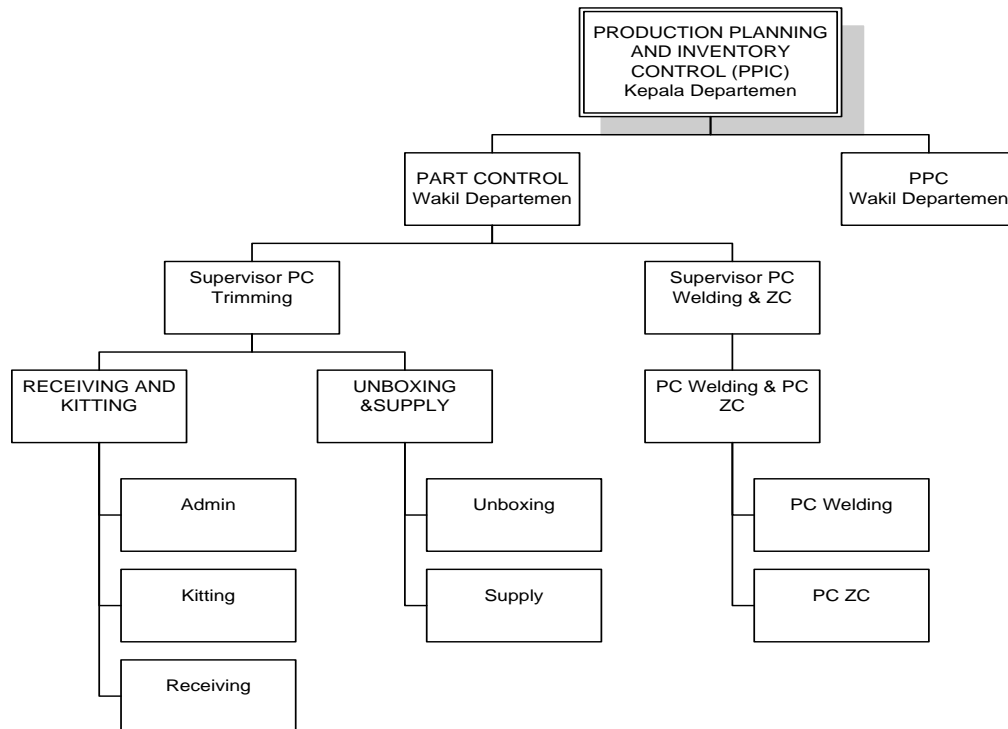 PRODUCTION PLANNING
AND INVENTORY
CONTROL (PPIC)
Kepala Departemen
PART CONTROL
Wakil Departemen
PPC
Wakil Departemen
Supervisor PC
Trimming
Supervisor PC
Welding & ZC
RECEIVING AND
KITTING
UNBOXING
&SUPPLY
PC Welding & PC
ZC
Admin
Unboxing
PC Welding
Kitting
Supply
PC ZC
Receiving